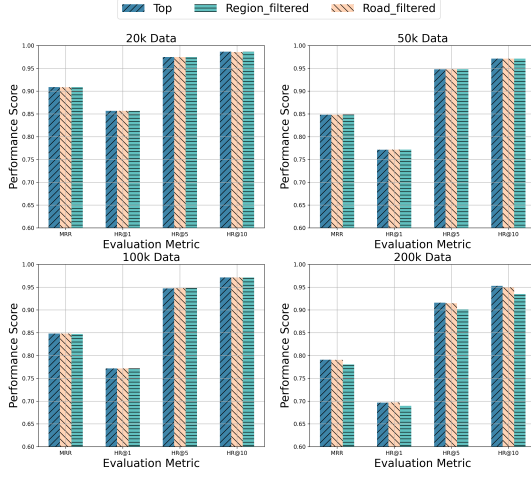 Top Region_filtered Road_filtered
20k Data
50k Data
1.00
0.95
0.90
0.85
0.80
0.75
0.70
0.65
0.60
Performance Score
MRR HR@1 HR@5 HR@10
Evaluation Metric
1.00
0.95
0.90
0.85
0.80
0.75
0.70
0.65
0.60
Performance Score
MRR HR@1 HR@5 HR@10
Evaluation Metric
100k Data
200k Data
1.00
0.95
0.90
0.85
0.80
0.75
0.70
0.65
0.60
Performance Score
MRR HR@1 HR@5 HR@10
Evaluation Metric
1.00
0.95
0.90
0.85
0.80
0.75
0.70
0.65
0.60
Performance Score
MRR HR@1 HR@5 HR@10
Evaluation Metric